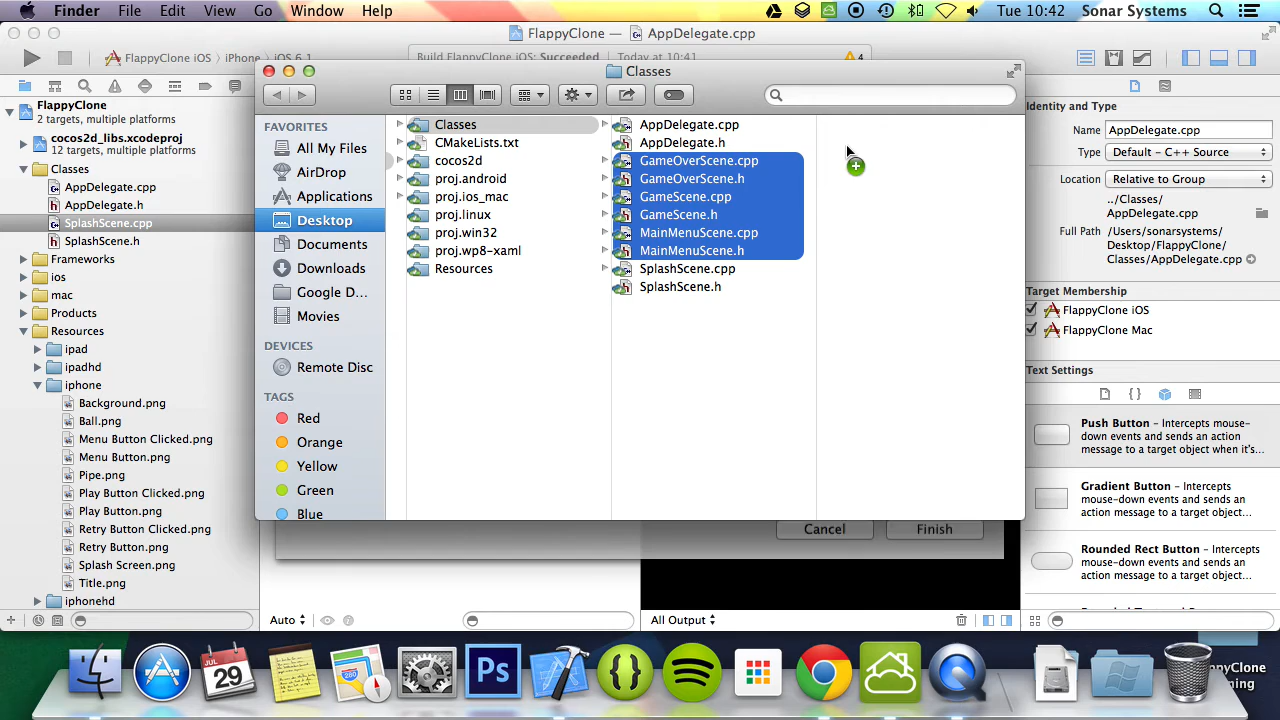 Finder File Edit View Go Window Help Tue 10:42 Sonar Systems
FlappyClone — AppDelegate.cpp
FlappyClone iOS iPhone iOS 6.1
Build FlappyClone iOS: Succeeded Today at 10:41 4
FlappyClone
2 targets, multiple platforms
cocos2d_libs.xcodeproj
12 targets, multiple platforms
Classes
AppDelegate.cpp
AppDelegate.h
SplashScene.cpp
SplashScene.h
Frameworks
ios
mac
Products
Resources
ipad
ipadhd
iphone
Background.png
Ball.png
Menu Button Clicked.png
Menu Button.png
Pipe.png
Play Button Clicked.png
Play Button.png
Retry Button Clicked.png
Retry Button.png
Splash Screen.png
Title.png
iphonehd
Classes
FAVORITES
All My Files
AirDrop
Applications
Desktop
Documents
Downloads
Google D...
Movies
DEVICES
Remote Disc
TAGS
Red
Orange
Yellow
Green
Blue
Classes
CMakeLists.txt
cocos2d
proj.android
proj.ios_mac
proj.linux
proj.win32
proj.wp8-xaml
Resources
AppDelegate.cpp
AppDelegate.h
GameOverScene.cpp
GameOverScene.h
GameScene.cpp
GameScene.h
MainMenuScene.cpp
MainMenuScene.h
SplashScene.cpp
SplashScene.h
Cancel Finish
Auto
All Output
Identity and Type
Name AppDelegate.cpp
Type Default - C++ Source
Location Relative to Group
../Classes/
AppDelegate.cpp
Full Path /Users/sonarsystems/
Desktop/FlappyClone/
Classes/AppDelegate.cpp
Target Membership
FlappyClone iOS
FlappyClone Mac
Text Settings
Push Button - Intercepts mouse-
down events and sends an action
message to a target object when it's...
Gradient Button - Intercepts
mouse-down events and sends an
action message to a target object...
Rounded Rect Button - Intercepts
mouse-down events and sends an
action message to a target object...
JUL
29
Ps